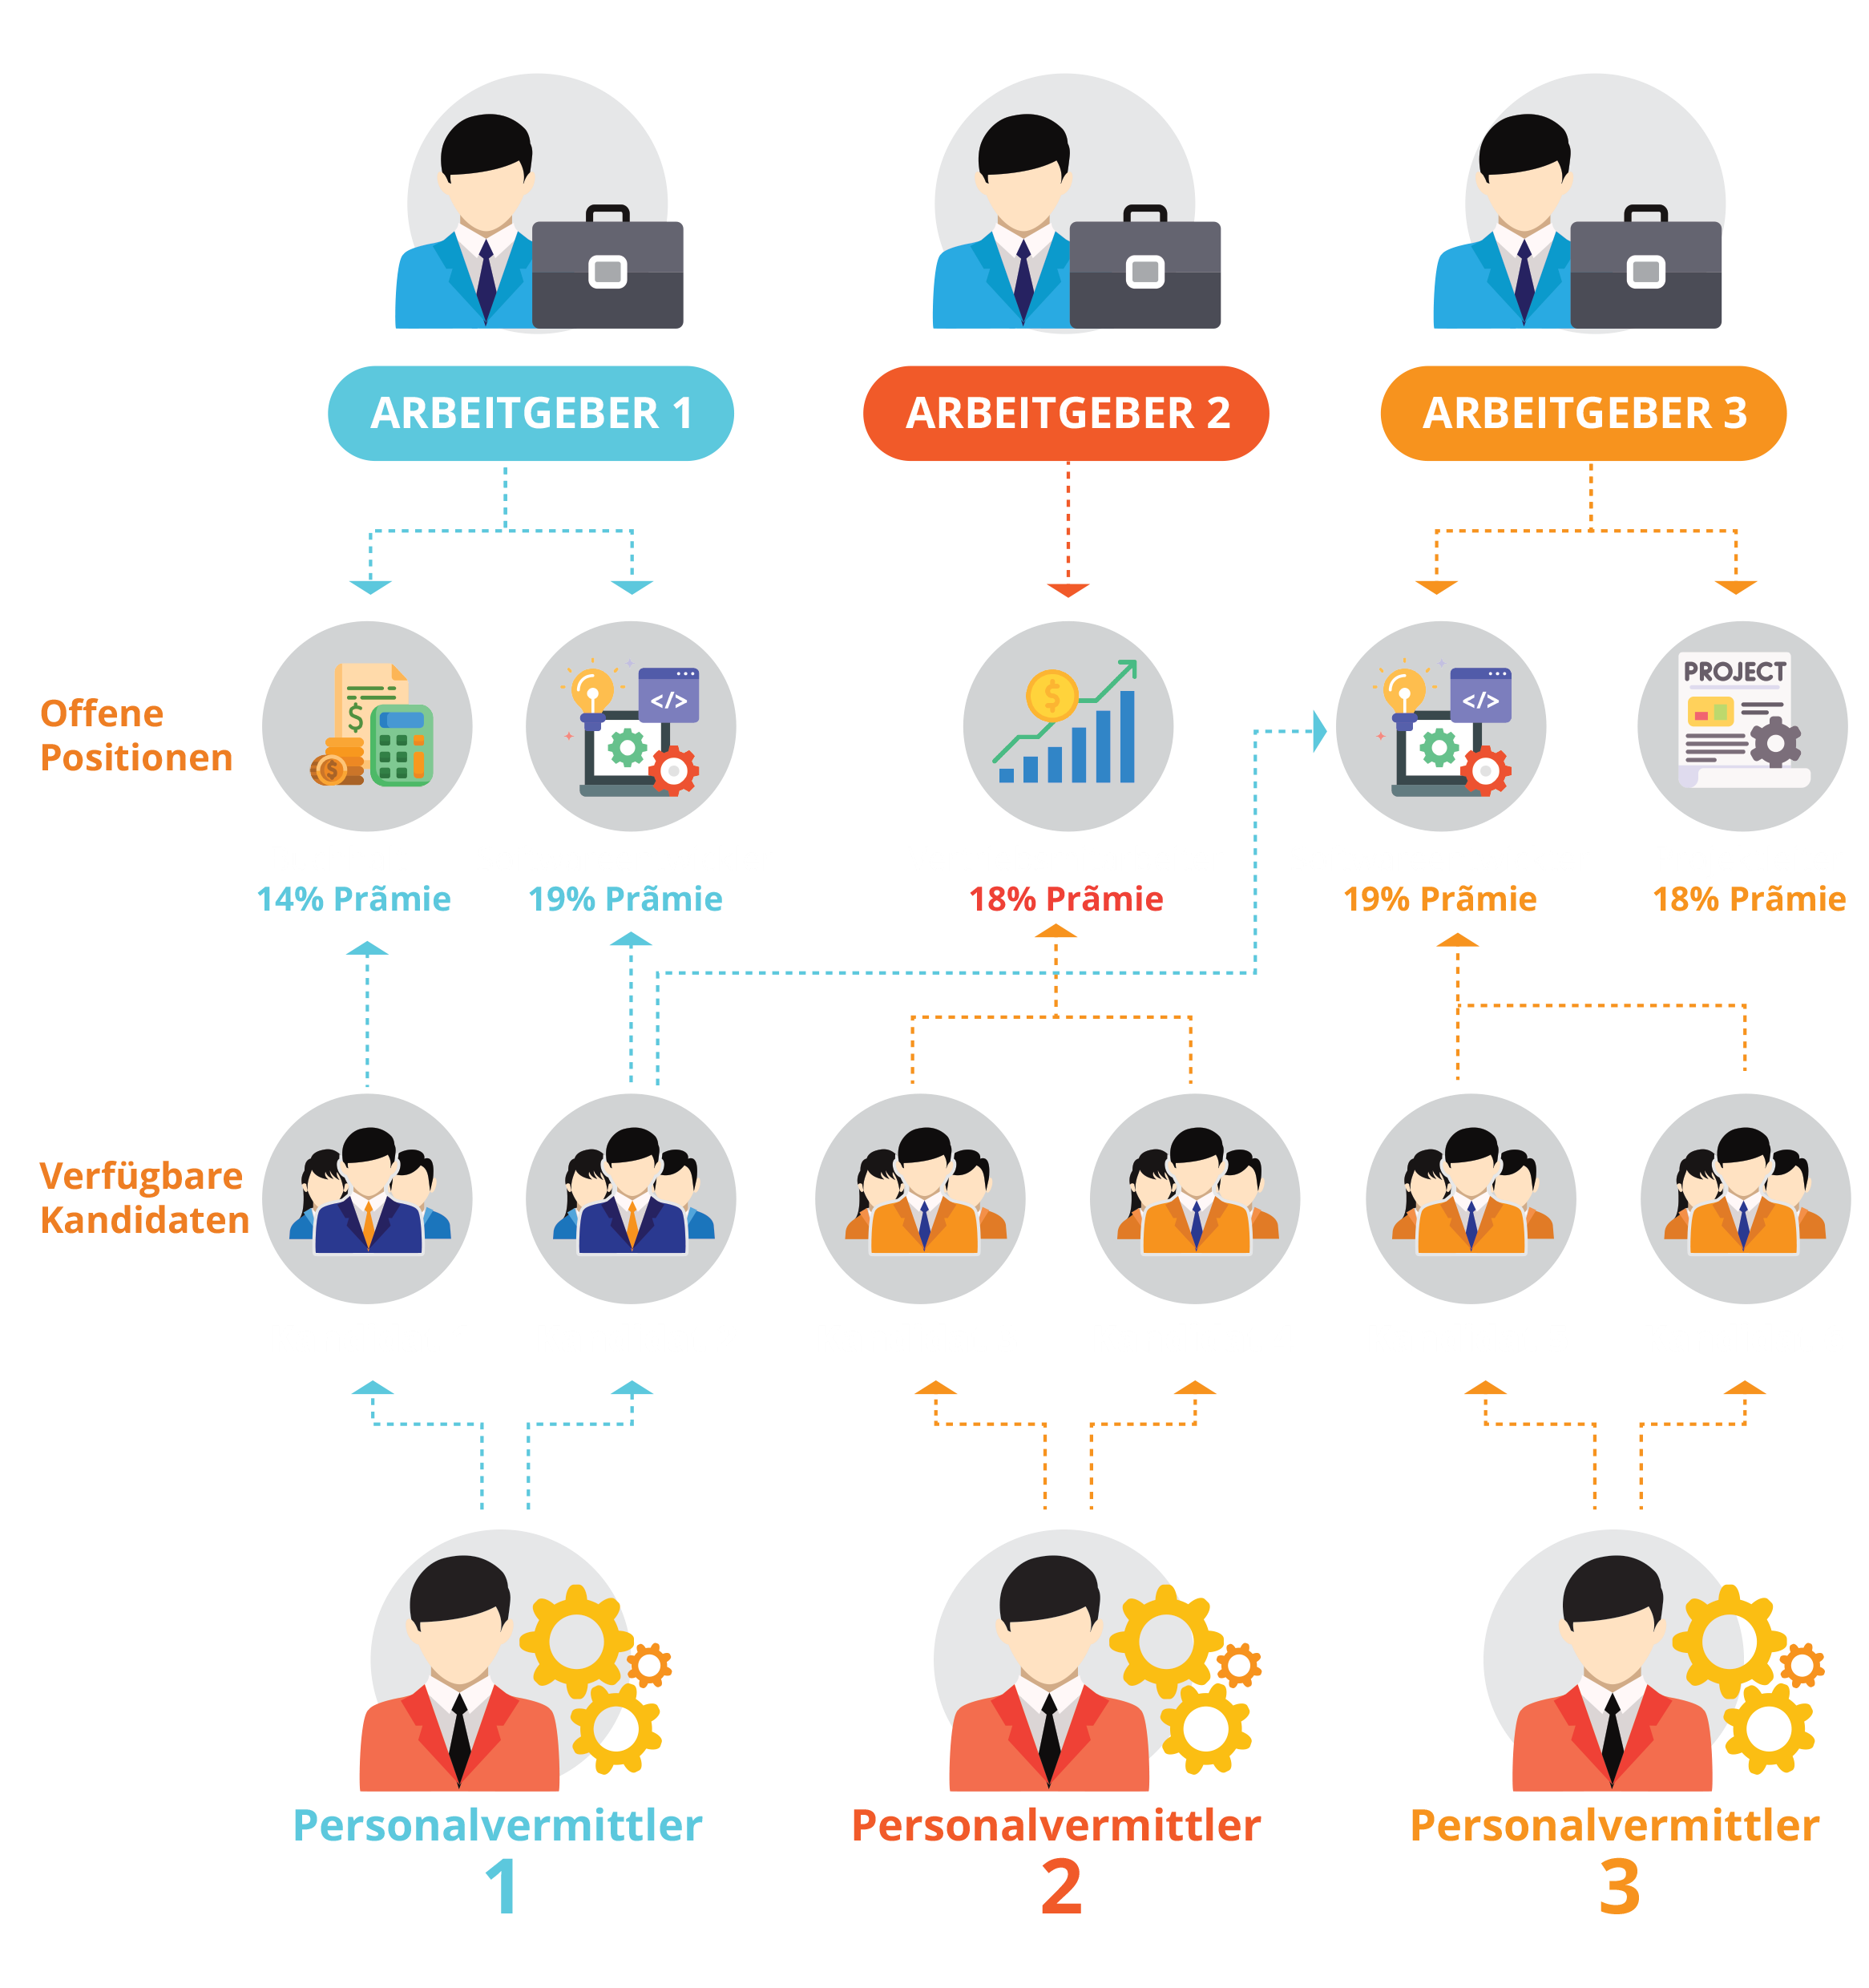 ARBEITGEBER 1
ARBEITGEBER 2
ARBEITGEBER 3
</>
</>
PROJECT
$
$
$
Offene
Positionen
14% Prãmie
19% Prãmie
18% Prãmie
19% Prãmie
18% Prãmie
Verfügbare
Kandidaten
Personalvermittler
1
Personalvermittler
2
Personalvermittler
3